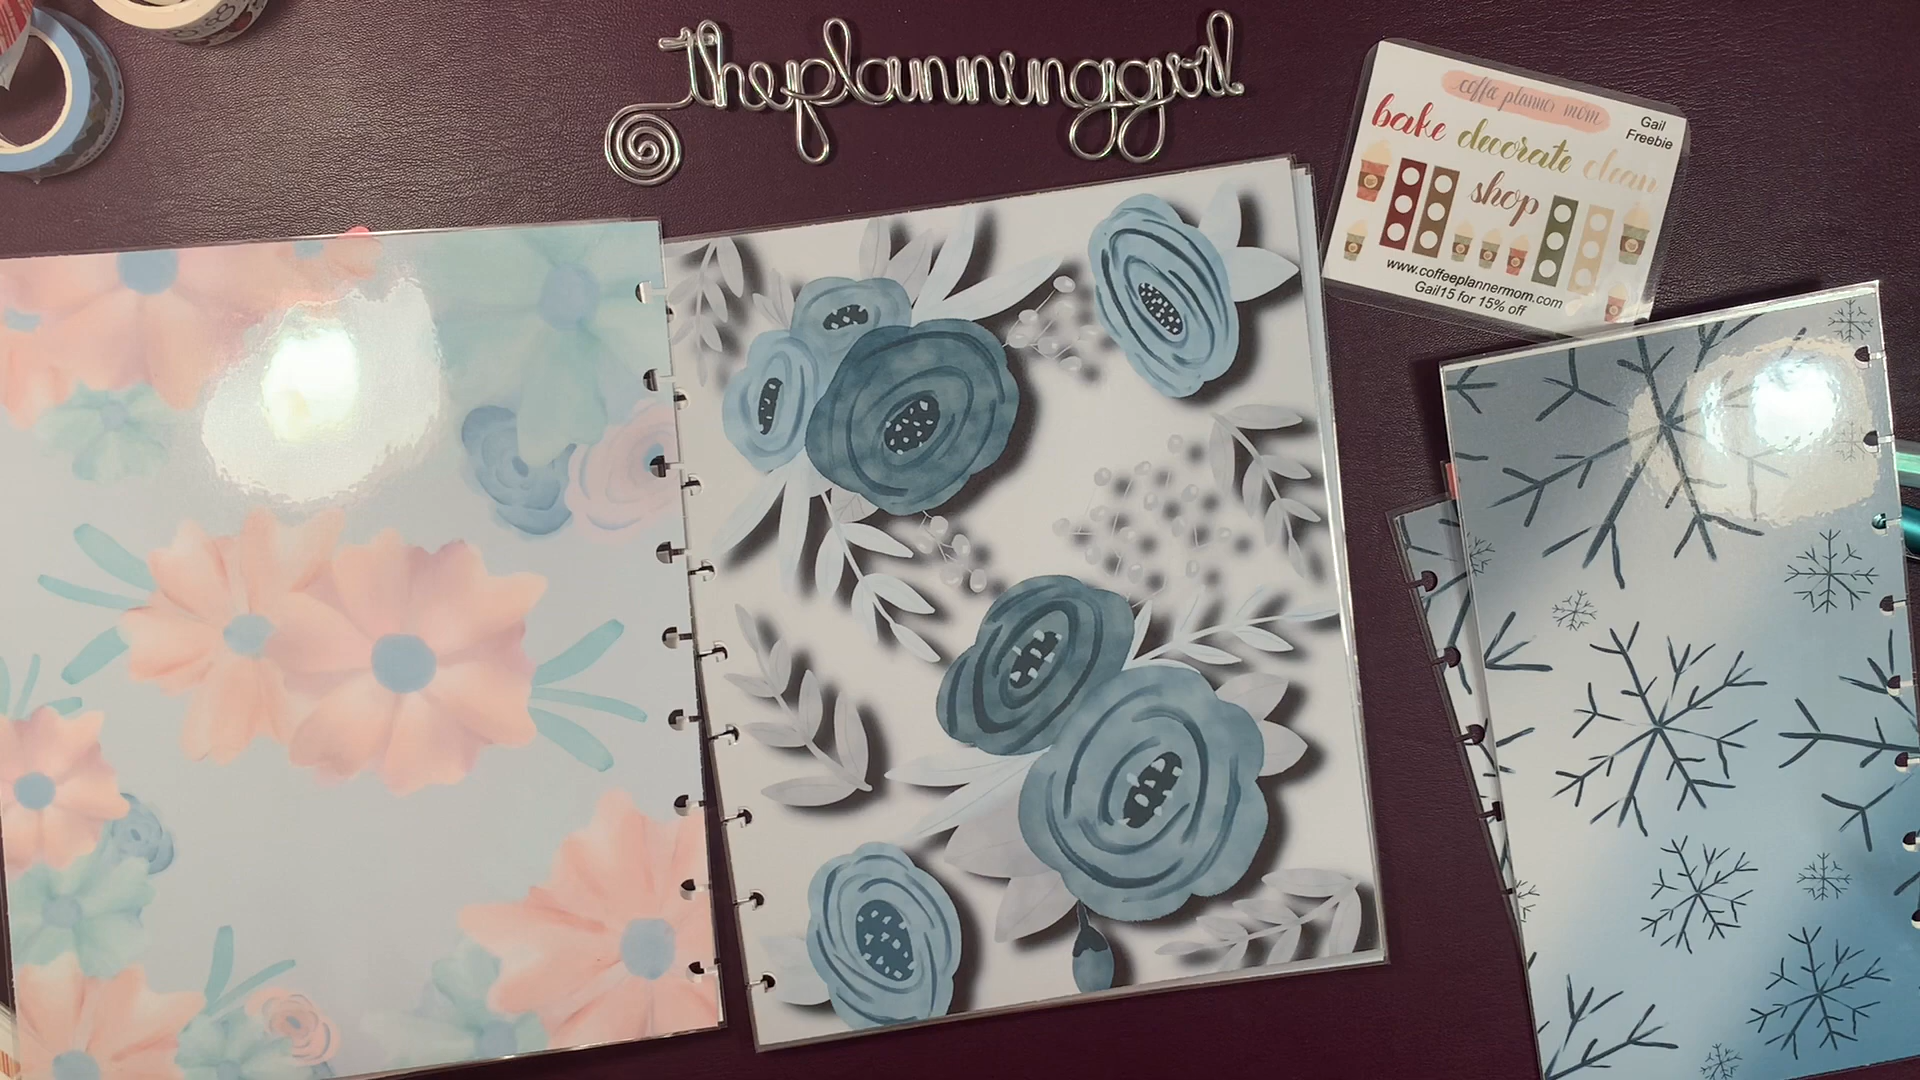 theplanninggirl
coffee planner mom
Gail
Freebie
bake decorate clean
shop
www.coffeeplannermom.com
Gail15 for 15% off